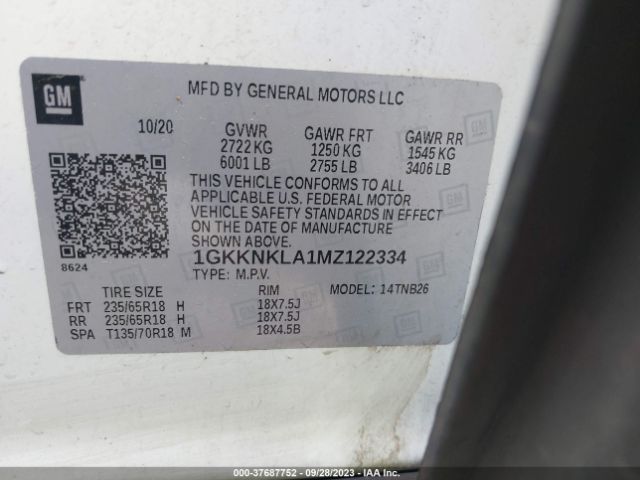 GM
MFD BY GENERAL MOTORS LLC
10/20 GVWR GAWR FRT GAWR RR
2722 KG 1250 KG 1545 KG
6001 LB 2755 LB 3406 LB
THIS VEHICLE CONFORMS TO ALL
APPLICABLE U.S. FEDERAL MOTOR
VEHICLE SAFETY STANDARDS IN EFFECT
ON THE DATE OF MANUFACTURE
SHOWN ABOVE.
8624
1GKKNKLA1MZ122334
TYPE: M.P.V.
TIRE SIZE RIM MODEL: 14TNB26
FRT 235/65R18 H 18X7.5J
RR 235/65R18 H 18X7.5J
SPA T135/70R18 M 18X4.5B
000-37687752 - 09/28/2023 - IAA Inc.